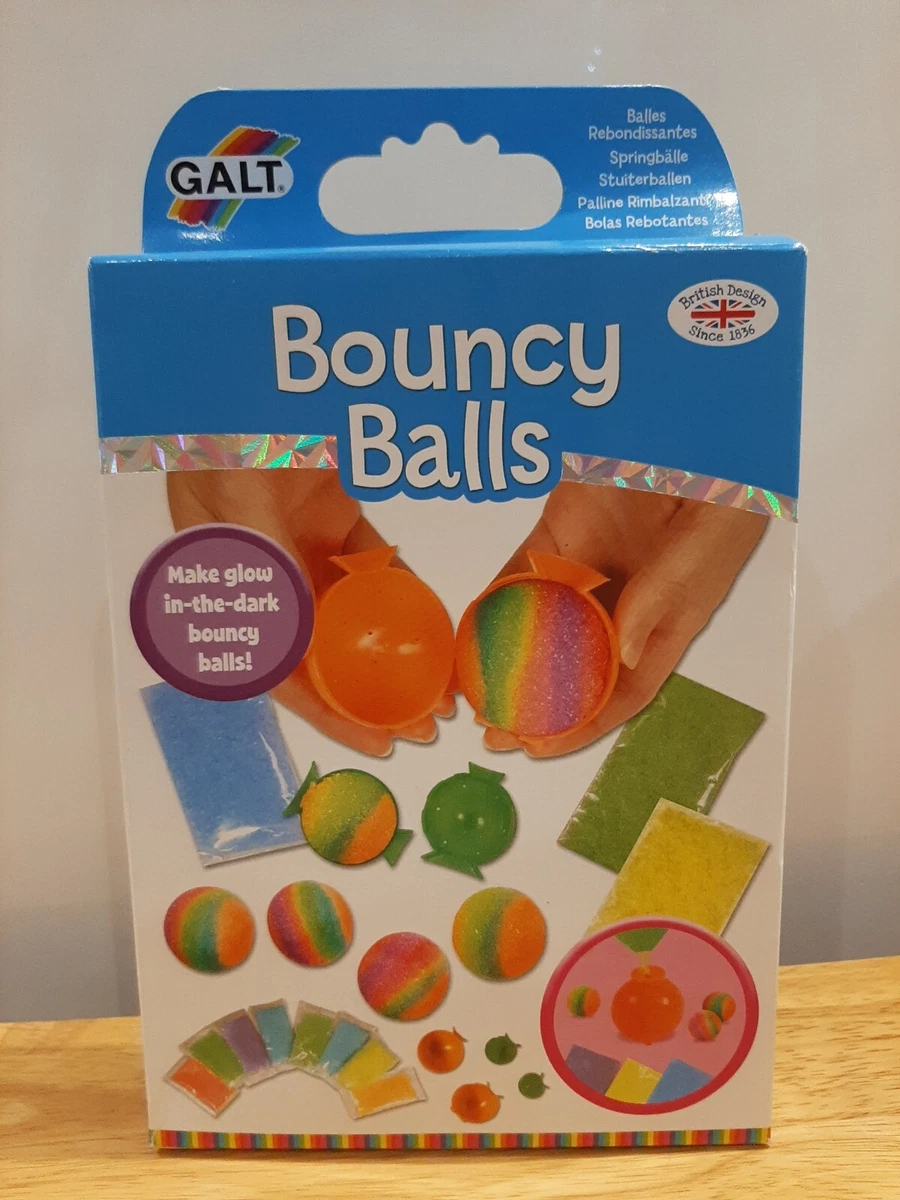 GALT
Balles
Rebondissantes
Springbälle
Stuiterballen
Palline Rimbalzanti
Bolas Rebotantes
British Design
Since 1836
Bouncy
Balls
Make glow
in-the-dark
bouncy
balls!